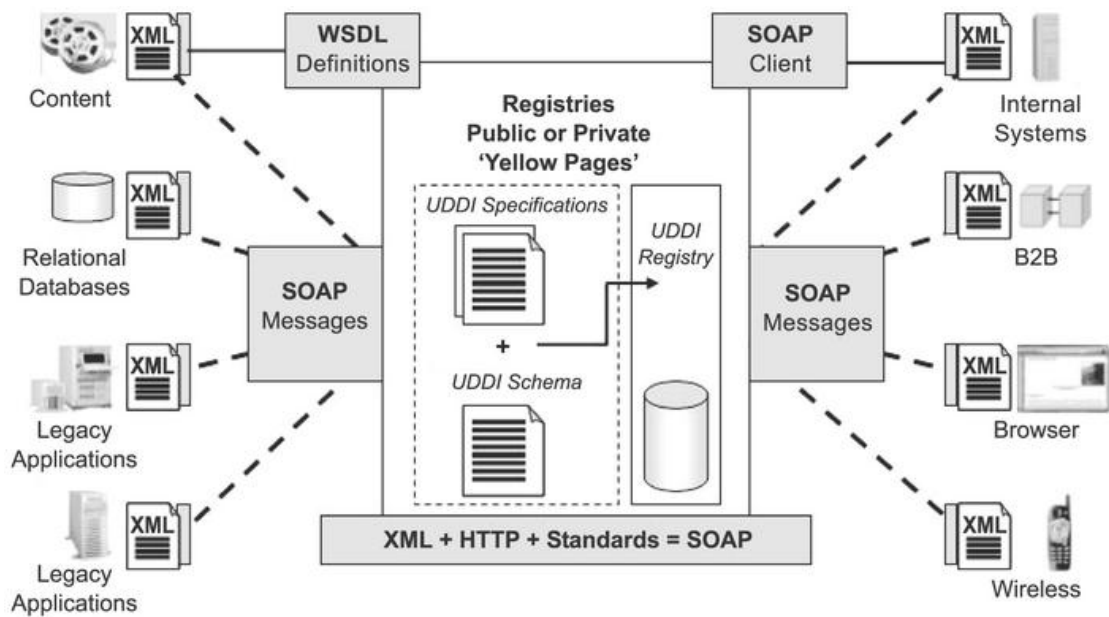 XML
Content
WSDL
Definitions
SOAP
Client
XML
Internal
Systems
Registries
Public or Private
‘Yellow Pages’
XML
Relational
Databases
UDDI Specifications
UDDI
Registry
XML
B2B
SOAP
Messages
SOAP
Messages
+
UDDI Schema
XML
Legacy
Applications
XML
Browser
XML
Legacy
Applications
XML + HTTP + Standards = SOAP
XML
Wireless